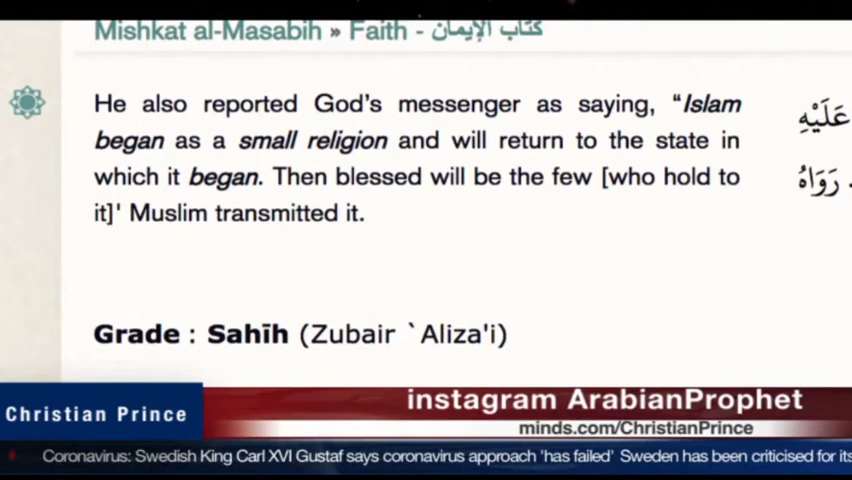 Mishkat al-Masabih » Faith - كتاب الإيمان
He also reported God's messenger as saying, "Islam
began as a small religion and will return to the state in
which it began. Then blessed will be the few [who hold to
it]' Muslim transmitted it.
عَلَيْهِ
رَوَاهُ
Grade : Sahīh (Zubair `Aliza'i)
instagram ArabianProphet
Christian Prince
minds.com/ChristianPrince
Coronavirus: Swedish King Carl XVI Gustaf says coronavirus approach 'has failed' Sweden has been criticised for its